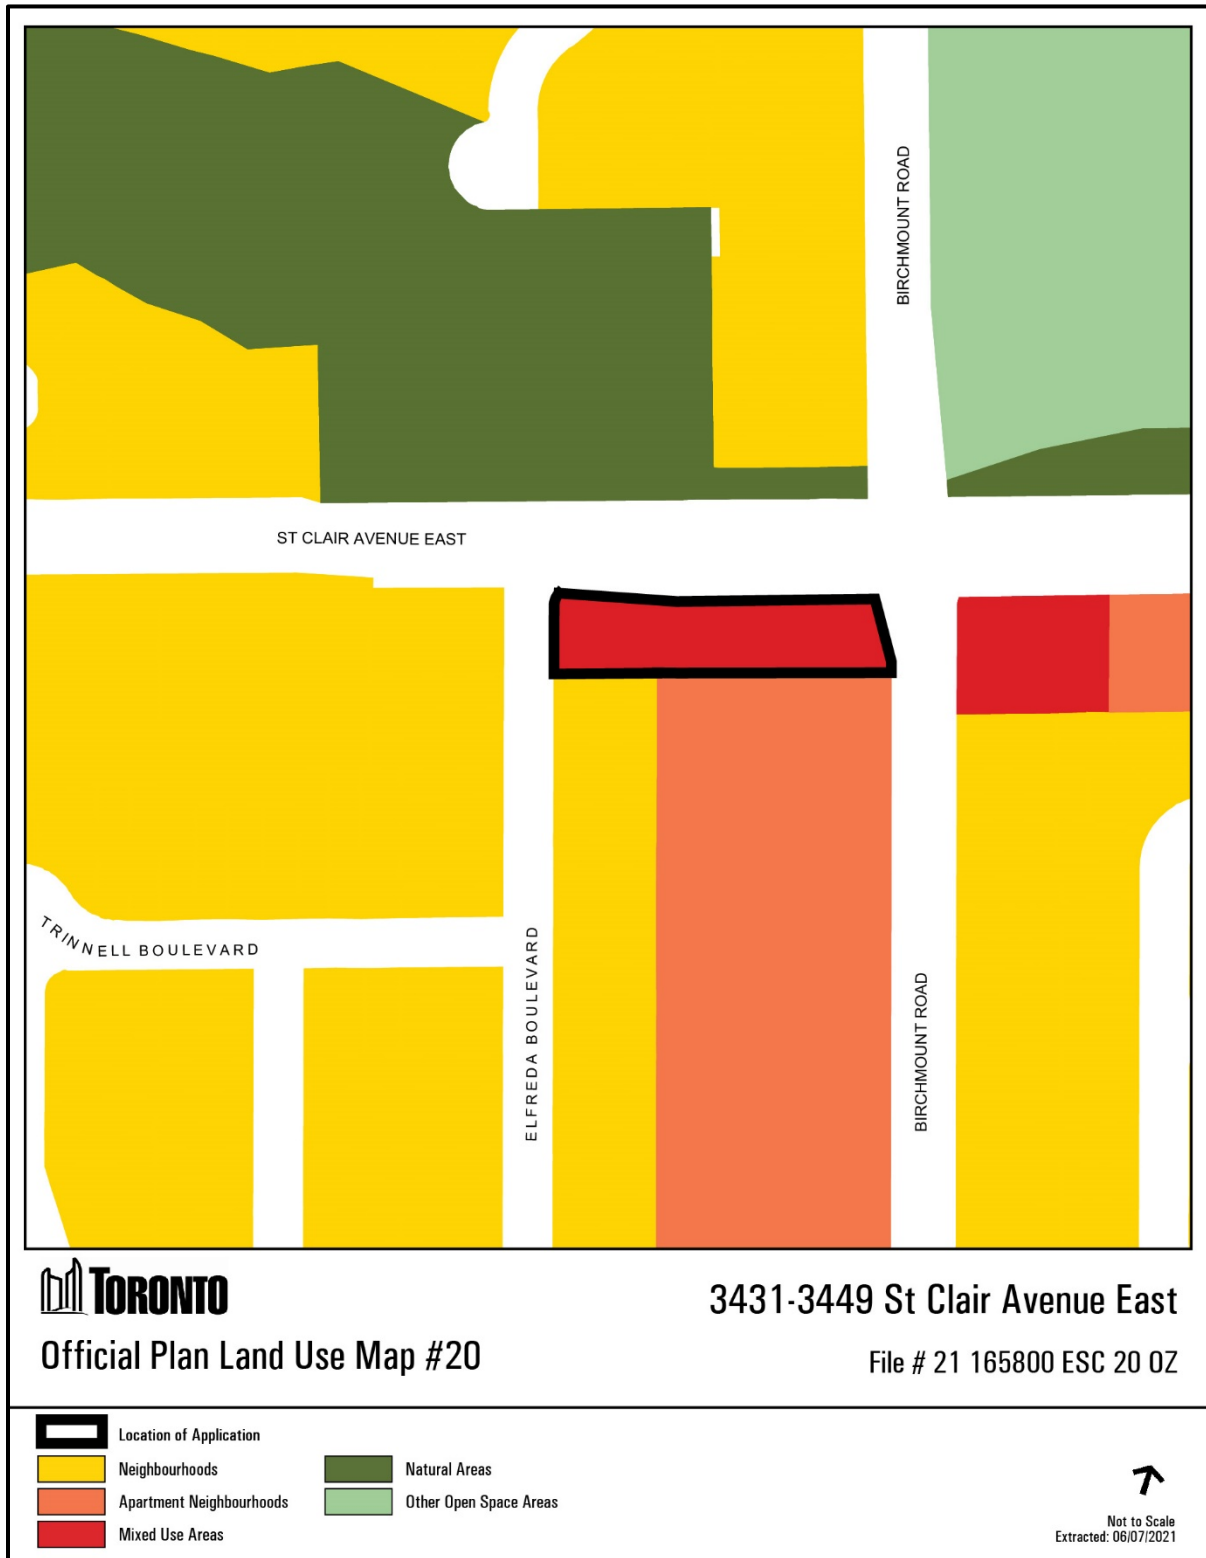 BIRCHMOUNT ROAD
ST CLAIR AVENUE EAST
TRINNELL BOULEVARD
ELFREDA BOULEVARD
BIRCHMOUNT ROAD
TORONTO
3431-3449 St Clair Avenue East
Official Plan Land Use Map #20
File # 21 165800 ESC 20 OZ
Location of Application
Neighbourhoods
Natural Areas
Apartment Neighbourhoods
Other Open Space Areas
Mixed Use Areas
Not to Scale
Extracted: 06/07/2021